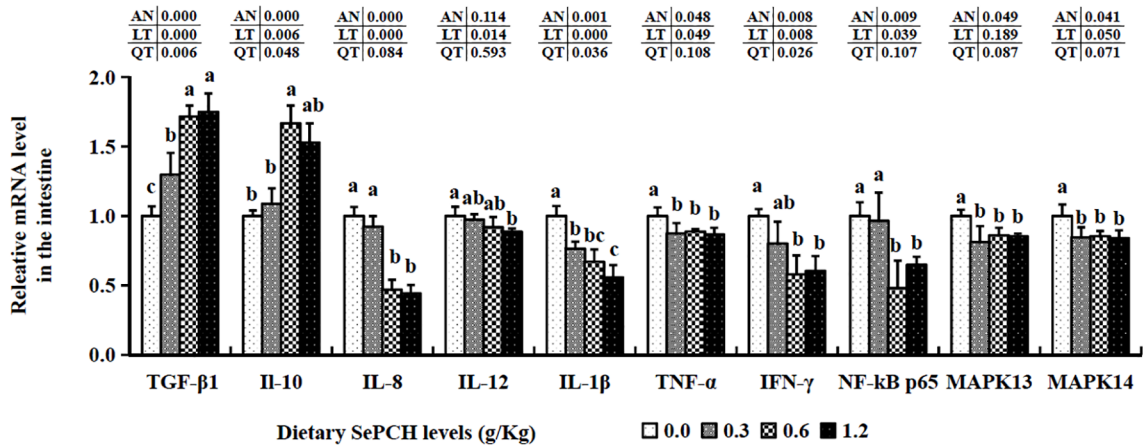 AN 0.000 AN 0.000 AN 0.000 AN 0.114 AN 0.001 AN 0.048 AN 0.008 AN 0.009 AN 0.049 AN 0.041
LT 0.000 LT 0.006 LT 0.000 LT 0.014 LT 0.000 LT 0.049 LT 0.008 LT 0.039 LT 0.189 LT 0.050
QT 0.006 QT 0.048 QT 0.084 QT 0.593 QT 0.036 QT 0.108 QT 0.026 QT 0.107 QT 0.087 QT 0.071
Releative mRNA level
in the intestine
2.0
1.5
1.0
0.5
0.0
c b a a
b b a ab
a a b b
a ab ab b
a b bc c
a b b b
a ab b b
a a b b
a b b b
a b b b
TGF-β1 Il-10 IL-8 IL-12 IL-1β TNF-α IFN-γ NF-kB p65 MAPK13 MAPK14
Dietary SePCH levels (g/Kg) 0.0 0.3 0.6 1.2